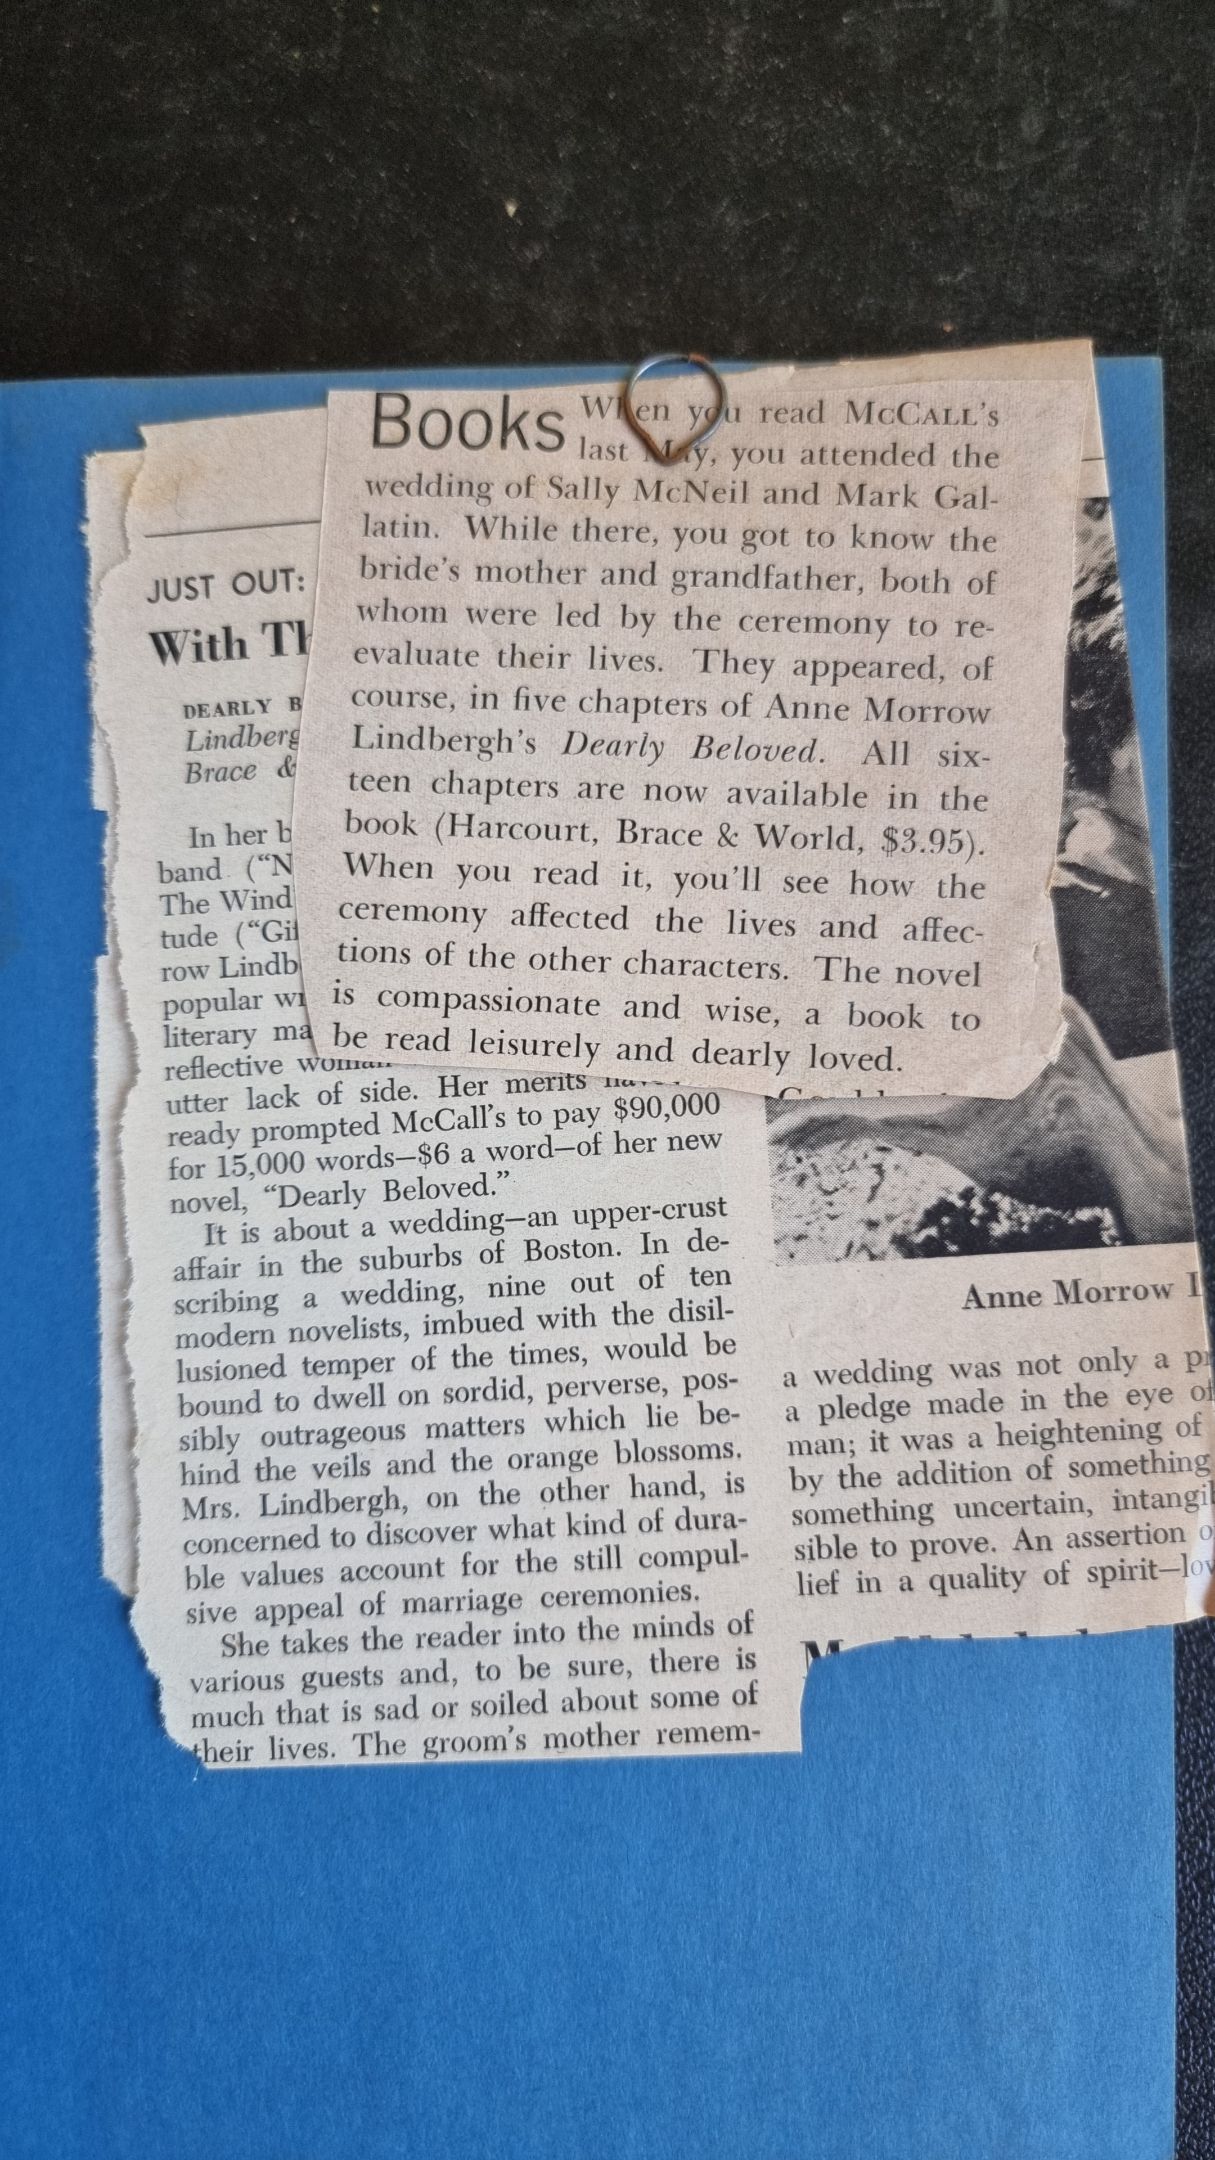 Books When you read McCALL's
last May, you attended the
wedding of Sally McNeil and Mark Gal-
latin. While there, you got to know the
bride's mother and grandfather, both of
whom were led by the ceremony to re-
evaluate their lives. They appeared, of
course, in five chapters of Anne Morrow
Lindbergh's Dearly Beloved. All six-
teen chapters are now available in the
book (Harcourt, Brace & World, $3.95).
When you read it, you'll see how the
ceremony affected the lives and affec-
tions of the other characters. The novel
is compassionate and wise, a book to
be read leisurely and dearly loved.
JUST OUT:
With Th
DEARLY B
Lindberg
Brace &
In her b
band ("N
The Wind
tude ("Gif
row Lindb
popular wr
literary ma
reflective woman
utter lack of side. Her merits
ready prompted McCall's to pay $90,000
for 15,000 words—$6 a word—of her new
novel, "Dearly Beloved."
It is about a wedding—an upper-crust
affair in the suburbs of Boston. In de-
scribing a wedding, nine out of ten
modern novelists, imbued with the disil-
lusioned temper of the times, would be
bound to dwell on sordid, perverse, pos-
sibly outrageous matters which lie be-
hind the veils and the orange blossoms.
Mrs. Lindbergh, on the other hand, is
concerned to discover what kind of dura-
ble values account for the still compul-
sive appeal of marriage ceremonies.
She takes the reader into the minds of
various guests and, to be sure, there is
much that is sad or soiled about some of
their lives. The groom's mother remem-
Anne Morrow L
a wedding was not only a pr
a pledge made in the eye of
man; it was a heightening of
by the addition of something
something uncertain, intangi
sible to prove. An assertion o
lief in a quality of spirit—lov